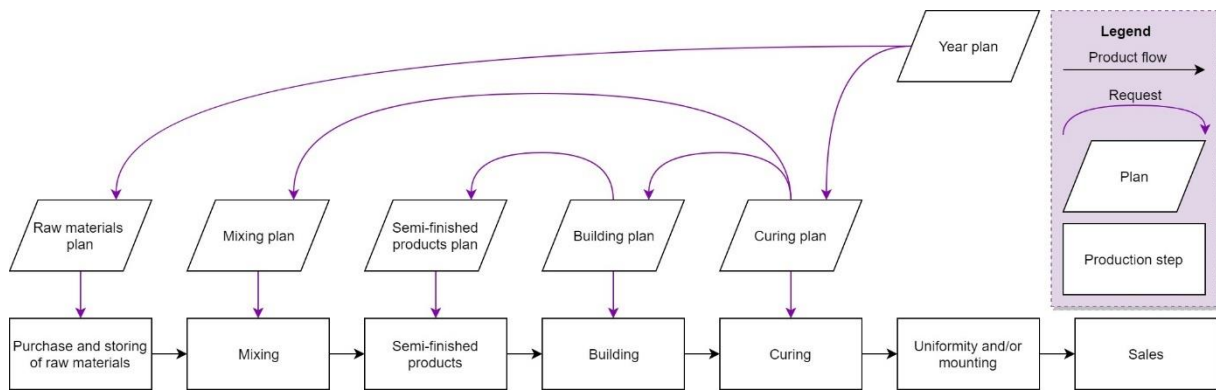 Year plan
Legend
Product flow
Request
Plan
Production step
Raw materials
plan
Mixing plan
Semi-finished
products plan
Building plan
Curing plan
Purchase and storing
of raw materials
Mixing
Semi-finished
products
Building
Curing
Uniformity and/or
mounting
Sales